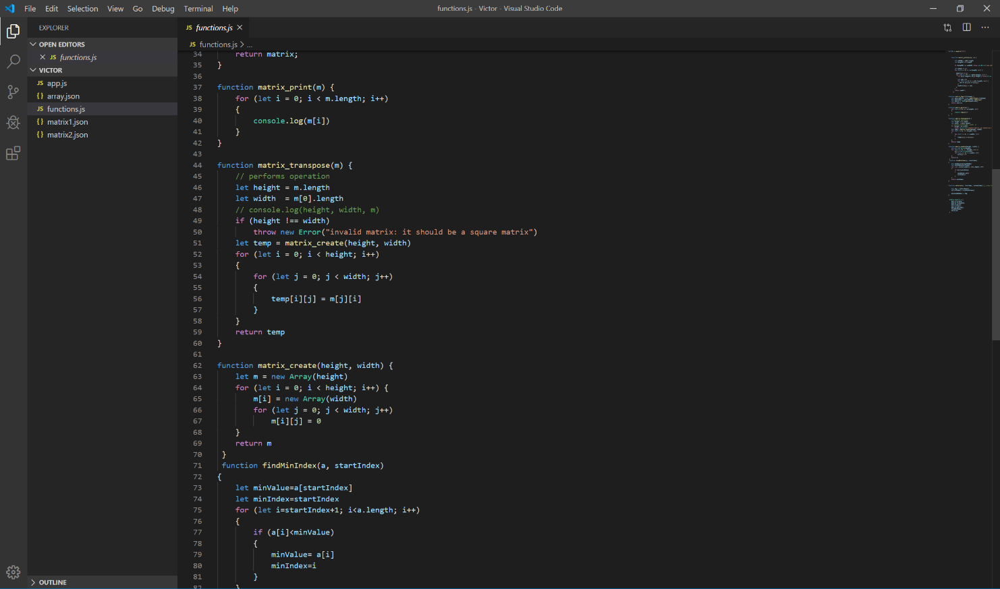 File Edit Selection View Go Debug Terminal Help
functions.js - Victor - Visual Studio Code
EXPLORER
OPEN EDITORS
JS functions.js
VICTOR
JS app.js
{} array.json
JS functions.js
{} matrix1.json
{} matrix2.json
OUTLINE
JS functions.js
JS functions.js > ...
34 return matrix;
35 }
36
37 function matrix_print(m) {
38 for (let i = 0; i < m.length; i++)
39 {
40 console.log(m[i])
41 }
42 }
43
44 function matrix_transpose(m) {
45 // performs operation
46 let height = m.length
47 let width  = m[0].length
48 // console.log(height, width, m)
49 if (height !== width)
50 throw new Error("invalid matrix: it should be a square matrix")
51 let temp = matrix_create(height, width)
52 for (let i = 0; i < height; i++)
53 {
54 for (let j = 0; j < width; j++)
55 {
56 temp[i][j] = m[j][i]
57 }
58 }
59 return temp
60 }
61
62 function matrix_create(height, width) {
63 let m = new Array(height)
64 for (let i = 0; i < height; i++) {
65 m[i] = new Array(width)
66 for (let j = 0; j < width; j++)
67 m[i][j] = 0
68 }
69 return m
70 }
71 function findMinIndex(a, startIndex)
72 {
73 let minValue=a[startIndex]
74 let minIndex=startIndex
75 for (let i=startIndex+1; i<a.length; i++)
76 {
77 if (a[i]<minValue)
78 {
79 minValue= a[i]
80 minIndex=i
81 }
82 }